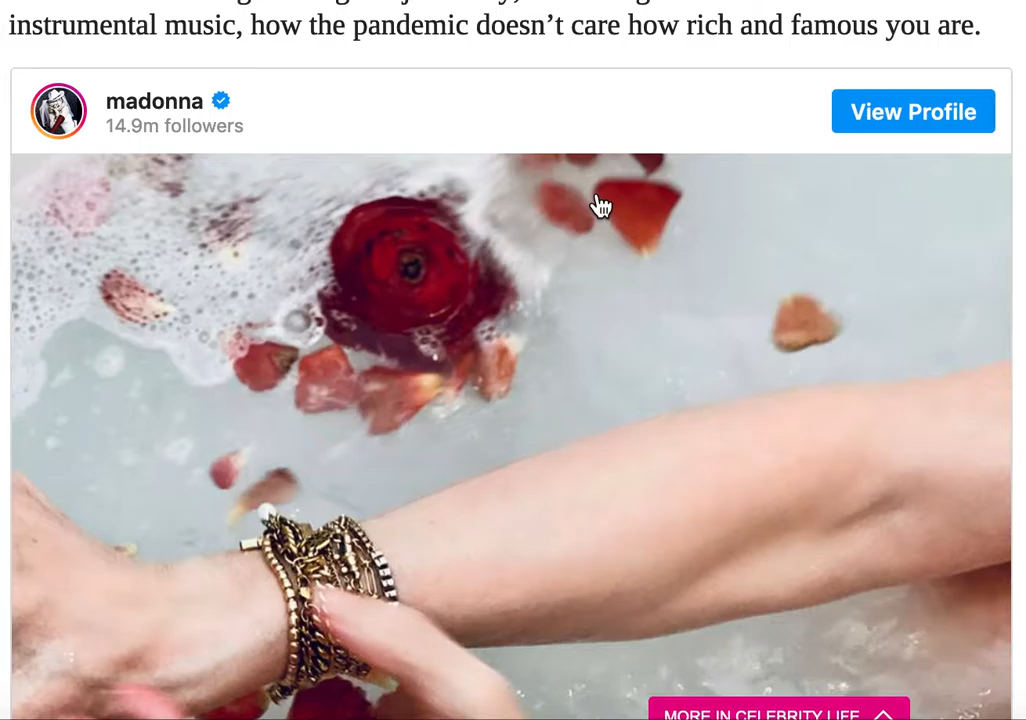 instrumental music, how the pandemic doesn’t care how rich and famous you are.
madonna
14.9m followers
View Profile
MORE IN CELEBRITY LIFE